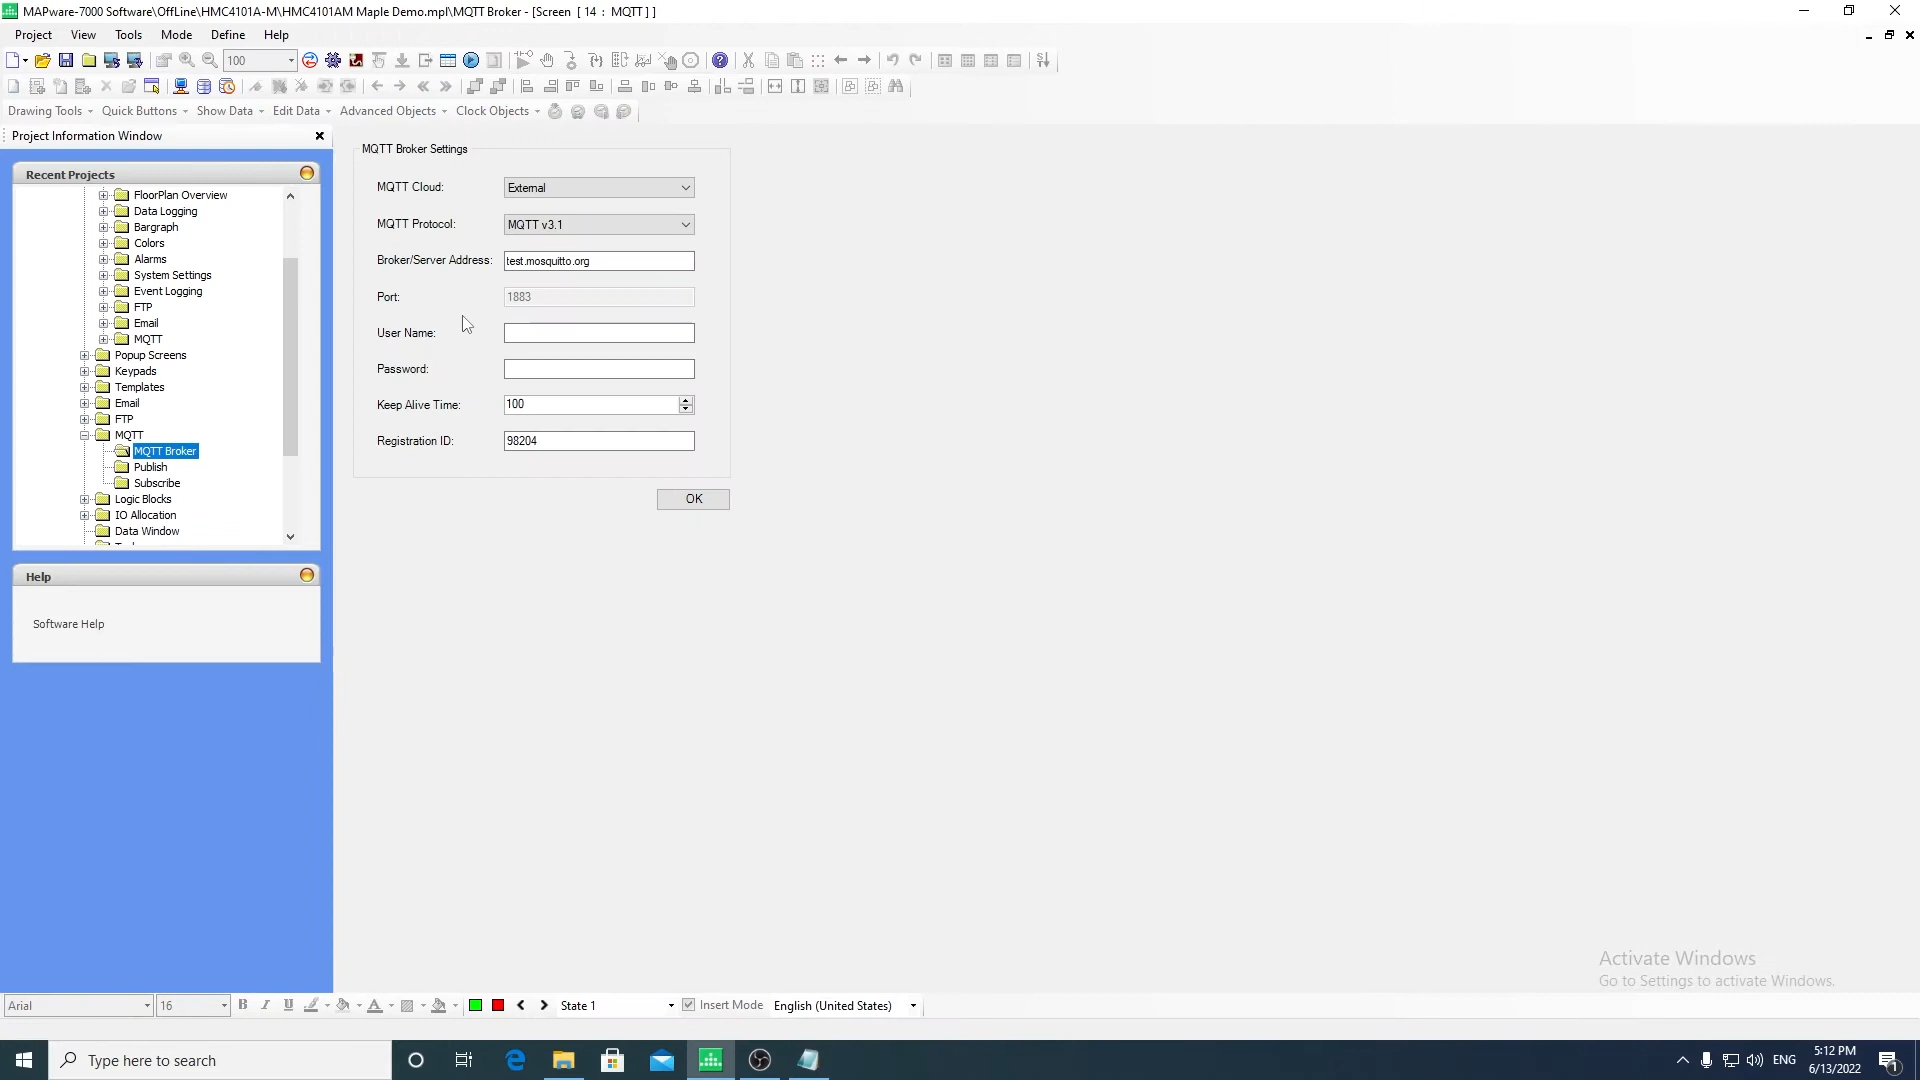 MAPware-7000 Software\OffLine\HMC4101A-M\HMC4101AM Maple Demo.mpl\MQTT Broker - [Screen [ 14 : MQTT ] ]
Project View Tools Mode Define Help
100
Drawing Tools Quick Buttons Show Data Edit Data Advanced Objects Clock Objects
Project Information Window
Recent Projects
FloorPlan Overview
Data Logging
Bargraph
Colors
Alarms
System Settings
Event Logging
FTP
Email
MQTT
Popup Screens
Keypads
Templates
Email
FTP
MQTT
MQTT Broker
Publish
Subscribe
Logic Blocks
IO Allocation
Data Window
Help
Software Help
MQTT Broker Settings
MQTT Cloud: External
MQTT Protocol: MQTT v3.1
Broker/Server Address: test.mosquitto.org
Port: 1883
User Name:
Password:
Keep Alive Time: 100
Registration ID: 98204
OK
Activate Windows
Go to Settings to activate Windows.
Arial 16 B I U A State 1 Insert Mode English (United States)
Type here to search
ENG
5:12 PM
6/13/2022
1